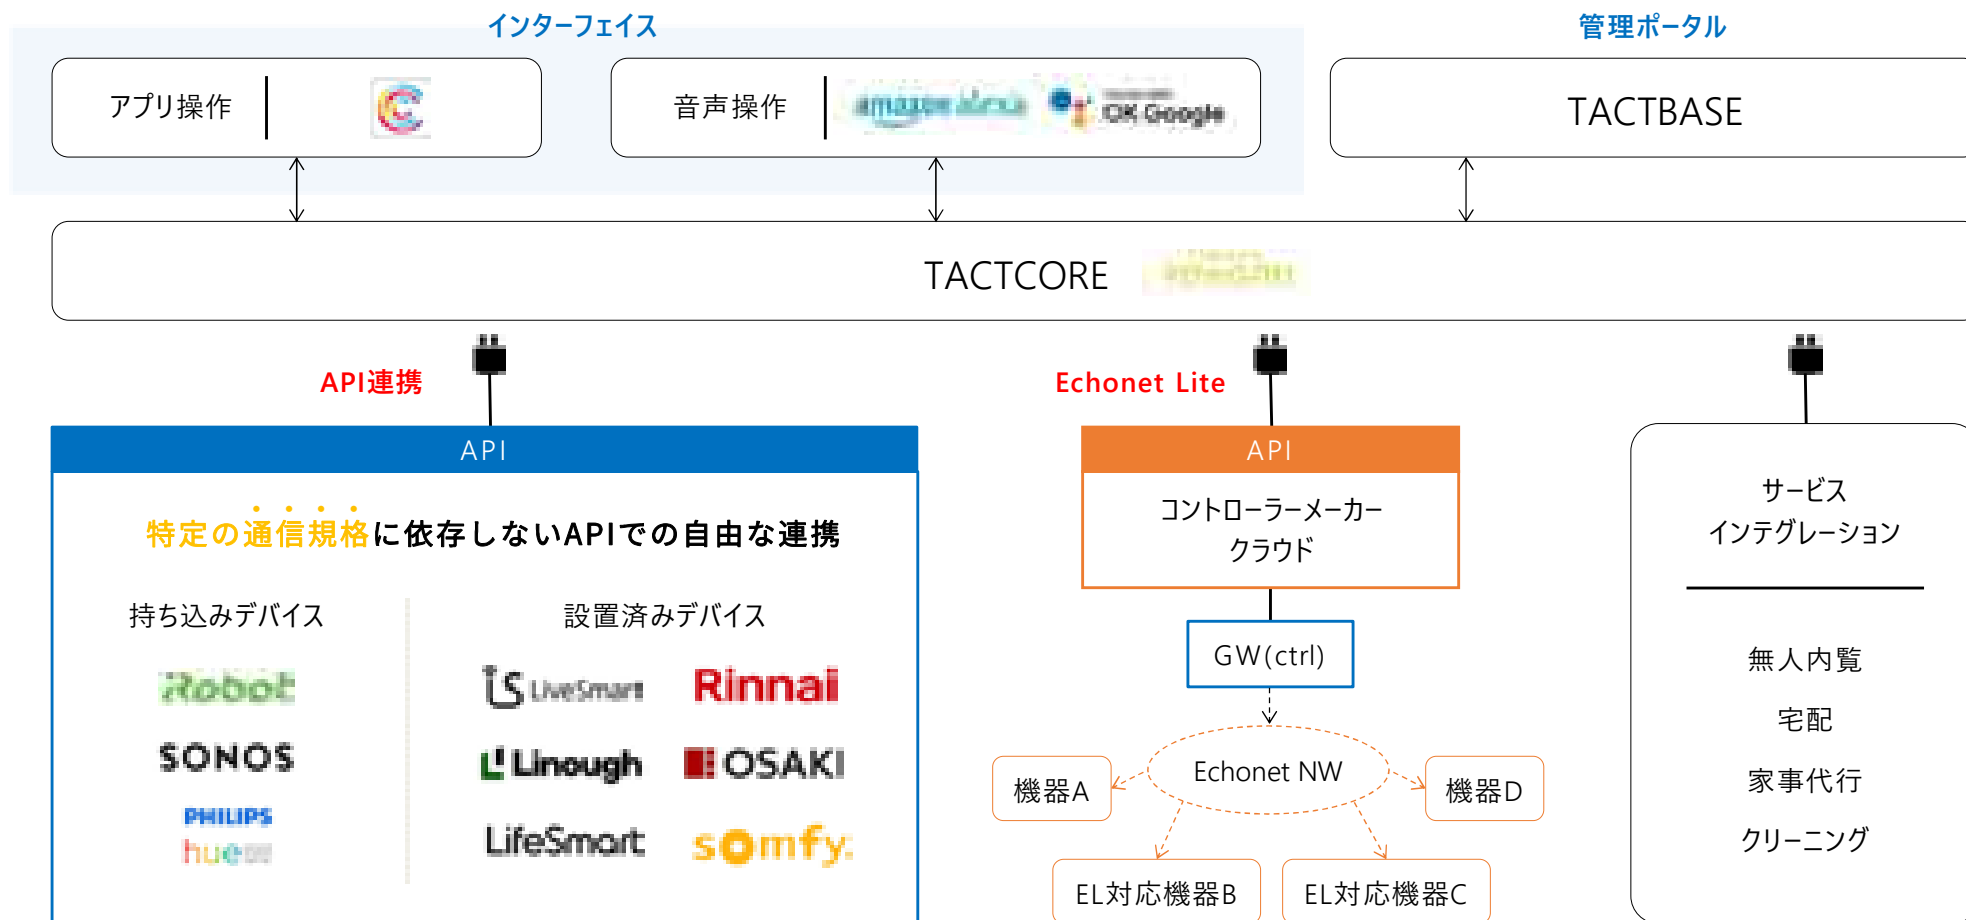 インターフェイス
管理ポータル
アプリ操作
音声操作
amazon alexa
OK Google
TACTBASE
TACTCORE
API連携
Echonet Lite
API
特定の通信規格に依存しないAPIでの自由な連携
持ち込みデバイス
設置済みデバイス
iRobot
SONOS
PHILIPS
hue
LiveSmart
Rinnai
Linough
OSAKI
LifeSmart
somfy.
API
コントローラーメーカー
クラウド
GW(ctrl)
Echonet NW
機器A
機器D
EL対応機器B
EL対応機器C
サービス
インテグレーション
無人内覧
宅配
家事代行
クリーニング